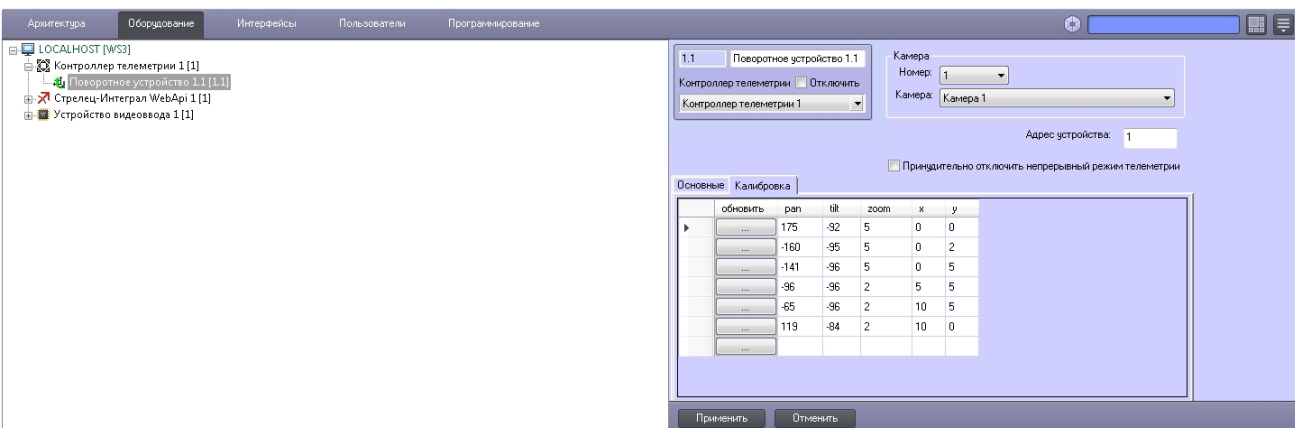 Архитектура Оборудование Интерфейсы Пользователи Программирование
LOCALHOST [WS3]
Контроллер телеметрии 1 [1]
Поворотное устройство 1.1 [1.1]
Стрелец-Интеграл WebApi 1 [1]
Устройство видеоввода 1 [1]
1.1 Поворотное устройство 1.1
Контроллер телеметрии Отключить
Контроллер телеметрии 1
Камера
Номер: 1
Камера: Камера 1
Адрес устройства: 1
Принудительно отключить непрерывный режим телеметрии
Основные Калибровка
обновить pan tilt zoom x y
... 175 -92 5 0 0
... -160 -95 5 0 2
... -141 -96 5 0 5
... -96 -96 2 5 5
... -65 -96 2 10 5
... 119 -84 2 10 0
...
Применить Отменить